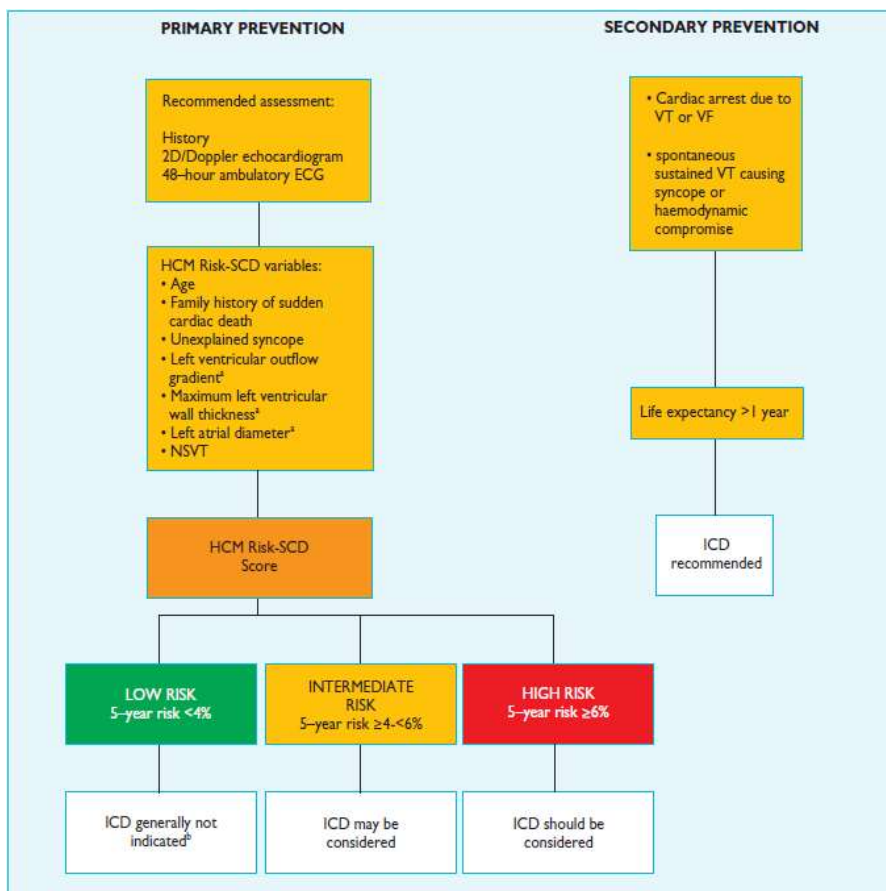 PRIMARY PREVENTION
Recommended assessment:
History
2D/Doppler echocardiogram
48–hour ambulatory ECG
HCM Risk-SCD variables:
• Age
• Family history of sudden
cardiac death
• Unexplained syncope
• Left ventricular outflow
gradientª
• Maximum left ventricular
wall thicknessª
• Left atrial diameterª
• NSVT
HCM Risk-SCD
Score
LOW RISK
5–year risk <4%
INTERMEDIATE
RISK
5–year risk ≥4-<6%
HIGH RISK
5–year risk ≥6%
ICD generally not
indicatedᵇ
ICD may be
considered
ICD should be
considered
SECONDARY PREVENTION
• Cardiac arrest due to
VT or VF
• spontaneous
sustained VT causing
syncope or
haemodynamic
compromise
Life expectancy >1 year
ICD
recommended